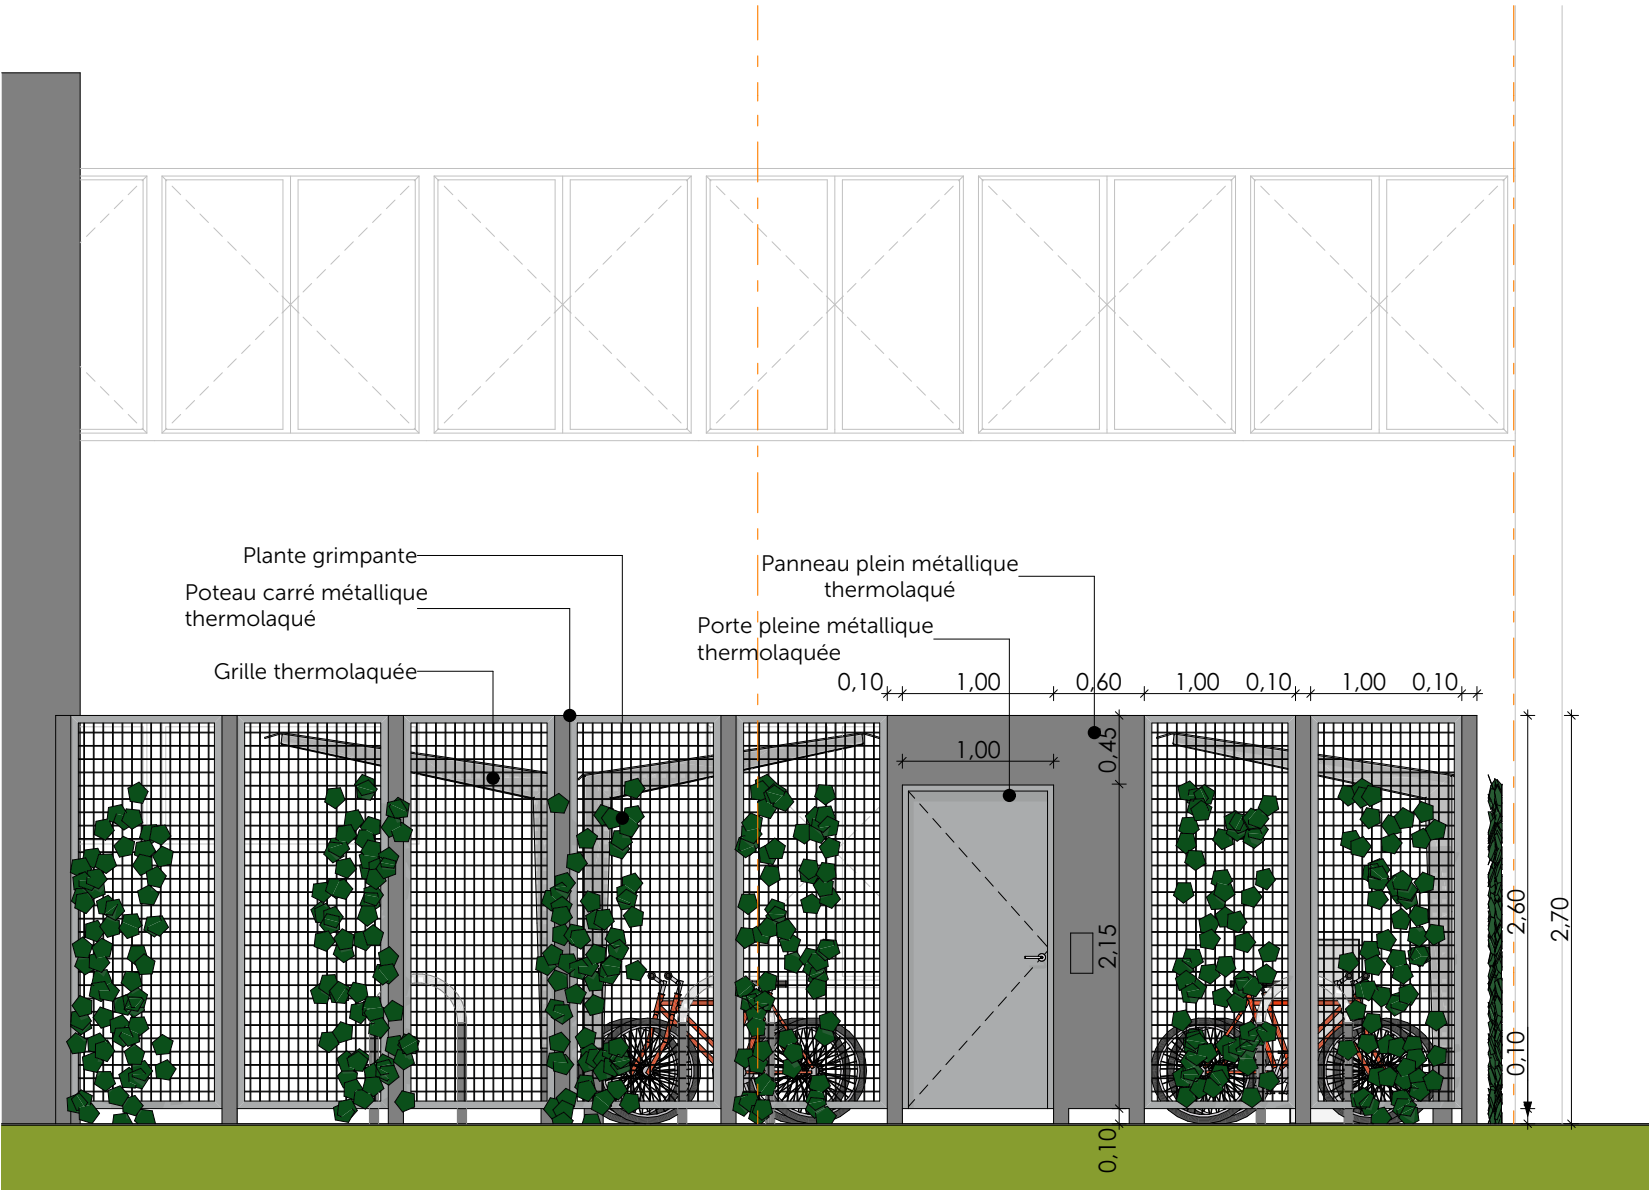 Plante grimpante
Poteau carré métallique
thermolaqué
Grille thermolaquée
Panneau plein métallique
thermolaqué
Porte pleine métallique
thermolaquée
0,10 1,00 0,60 1,00 0,10 1,00 0,10
1,00
0,45
2,15
0,10
2,60
0,10
2,70